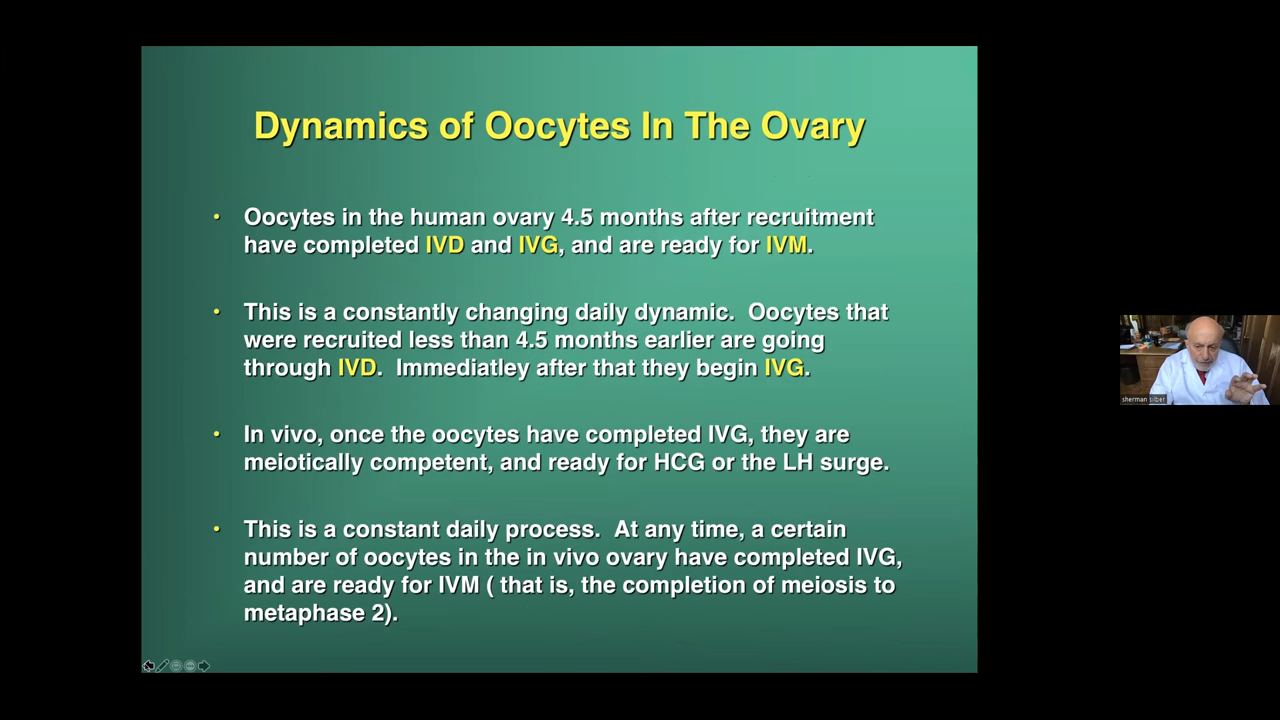 Dynamics of Oocytes In The Ovary
• Oocytes in the human ovary 4.5 months after recruitment
have completed IVD and IVG, and are ready for IVM.
• This is a constantly changing daily dynamic.  Oocytes that
were recruited less than 4.5 months earlier are going
through IVD.  Immediatley after that they begin IVG.
• In vivo, once the oocytes have completed IVG, they are
meiotically competent, and ready for HCG or the LH surge.
• This is a constant daily process.  At any time, a certain
number of oocytes in the in vivo ovary have completed IVG,
and are ready for IVM ( that is, the completion of meiosis to
metaphase 2).
sherman silber